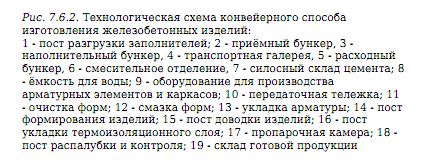 Рис. 7.6.2. Технологическая схема конвейерного способа
изготовления железобетонных изделий:
1 - пост разгрузки заполнителей; 2 - приёмный бункер, 3 -
наполнительный бункер, 4 - транспортная галерея, 5 - расходный
бункер, 6 - смесительное отделение, 7 - силосный склад цемента; 8
- ёмкость для воды; 9 - оборудование для производства
арматурных элементов и каркасов; 10 - передаточная тележка; 11
- очистка форм; 12 - смазка форм; 13 - укладка арматуры; 14 - пост
формирования изделий; 15 - пост доводки изделий; 16 - пост
укладки термоизоляционного слоя; 17 - пропарочная камера; 18 -
пост распалубки и контроля; 19 - склад готовой продукции